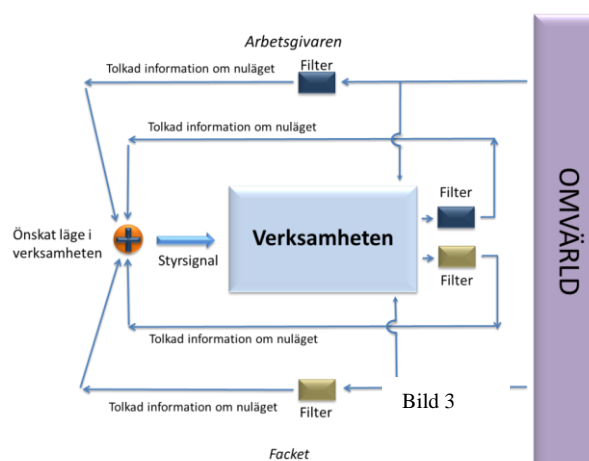 Arbetsgivaren
Filter
Tolkad information om nuläget
Tolkad information om nuläget
Filter
OMVÄRLD
Önskat läge i
verksamheten
Styrsignal
Verksamheten
Filter
Tolkad information om nuläget
Tolkad information om nuläget
Filter
Bild 3
Facket